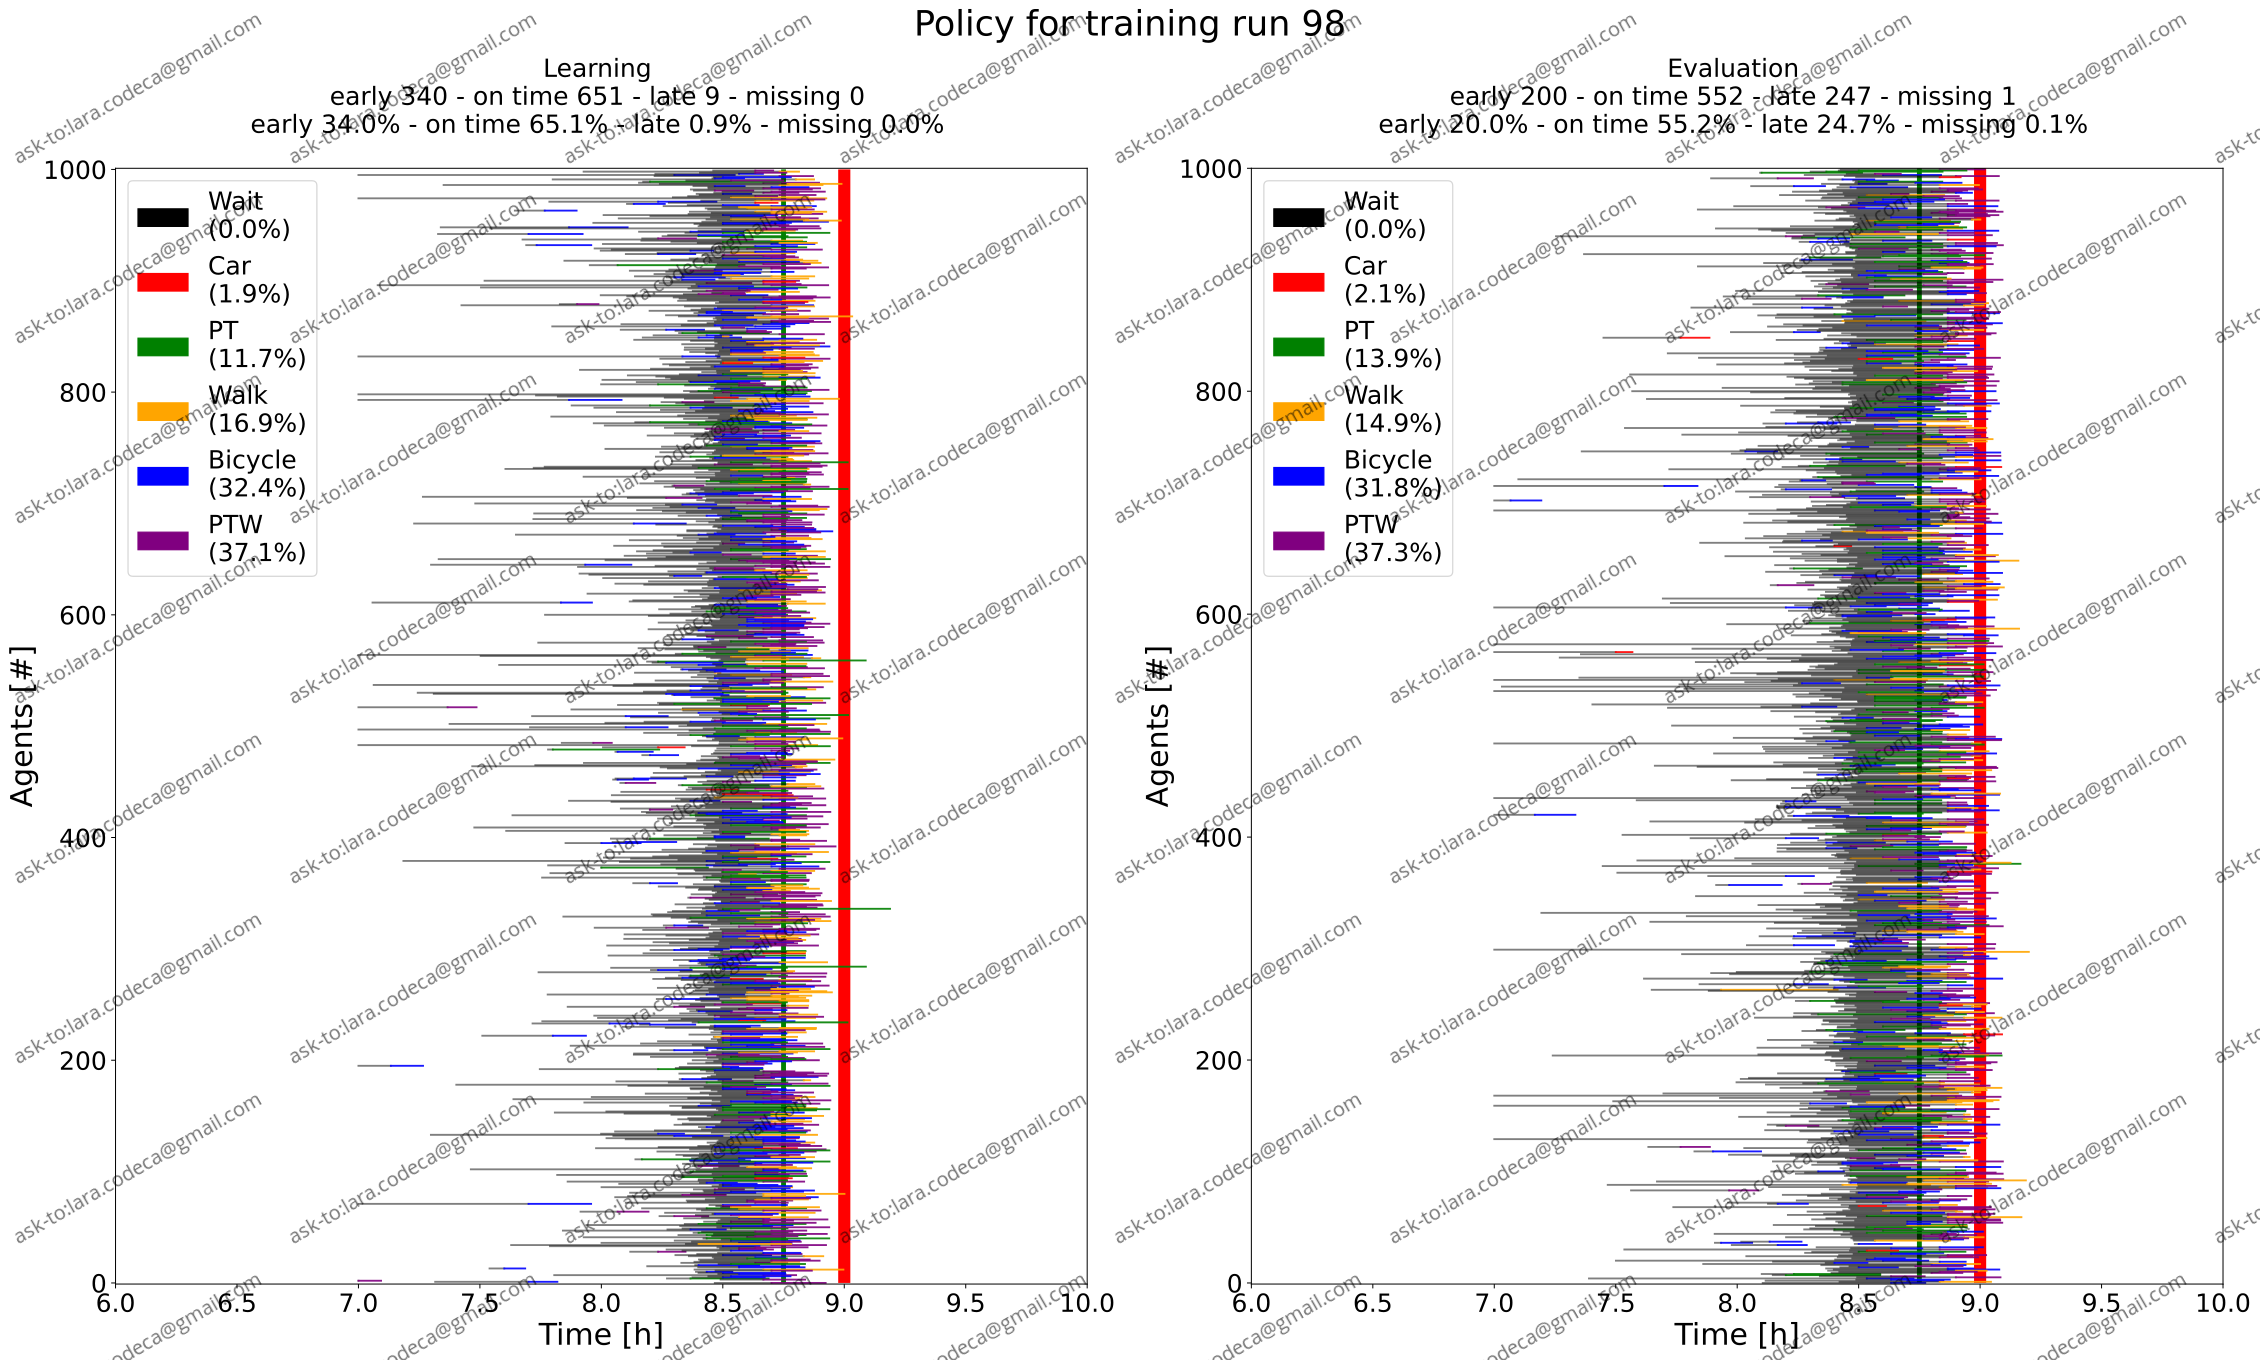 Policy for training run 98
Learning
early 340 - on time 651 - late 9 - missing 0
early 34.0% - on time 65.1% - late 0.9% - missing 0.0%
1000
800
600
400
200
0
Agents [#]
Wait
(0.0%)
Car
(1.9%)
PT
(11.7%)
Walk
(16.9%)
Bicycle
(32.4%)
PTW
(37.1%)
6.0 6.5 7.0 7.5 8.0 8.5 9.0 9.5 10.0
Time [h]
Evaluation
early 200 - on time 552 - late 247 - missing 1
early 20.0% - on time 55.2% - late 24.7% - missing 0.1%
1000
800
600
400
200
0
Agents [#]
Wait
(0.0%)
Car
(2.1%)
PT
(13.9%)
Walk
(14.9%)
Bicycle
(31.8%)
PTW
(37.3%)
6.0 6.5 7.0 7.5 8.0 8.5 9.0 9.5 10.0
Time [h]
ask-to:lara.codeca@gmail.com